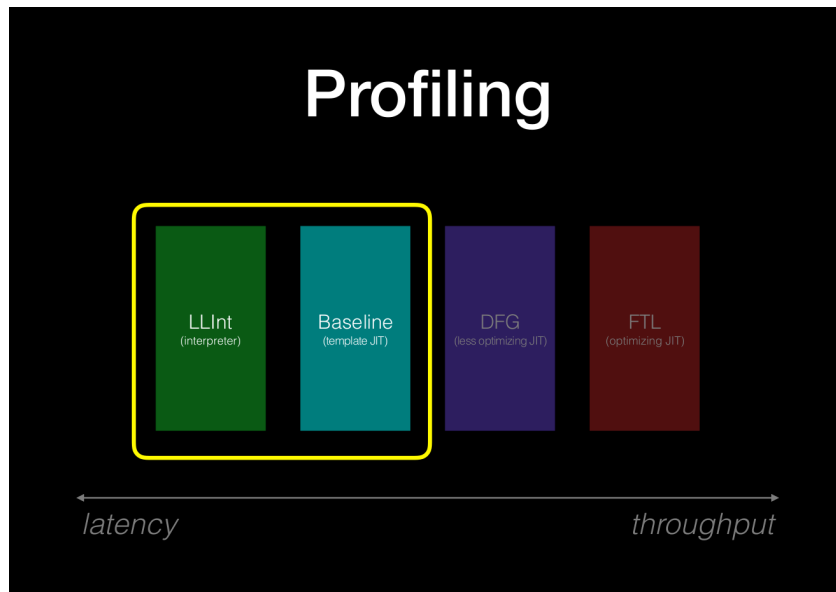 Profiling
LLInt
(interpreter)
Baseline
(template JIT)
DFG
(less optimizing JIT)
FTL
(optimizing JIT)
latency
throughput